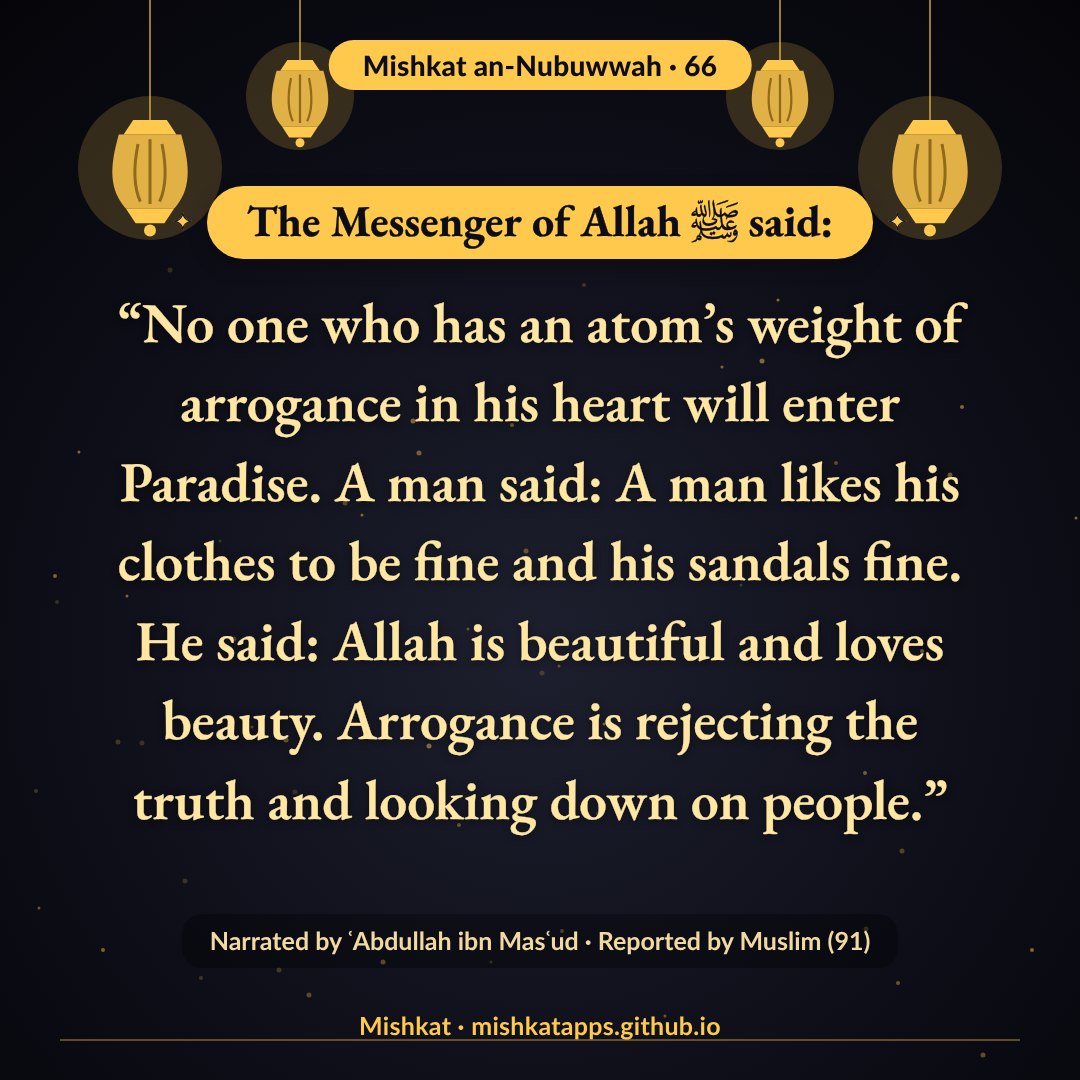 Mishkat an-Nubuwwah · 66
The Messenger of Allah ﷺ said:
“No one who has an atom’s weight of
arrogance in his heart will enter
Paradise. A man said: A man likes his
clothes to be fine and his sandals fine.
He said: Allah is beautiful and loves
beauty. Arrogance is rejecting the
truth and looking down on people.”
Narrated by ʿAbdullah ibn Masʿud · Reported by Muslim (91)
Mishkat · mishkatapps.github.io